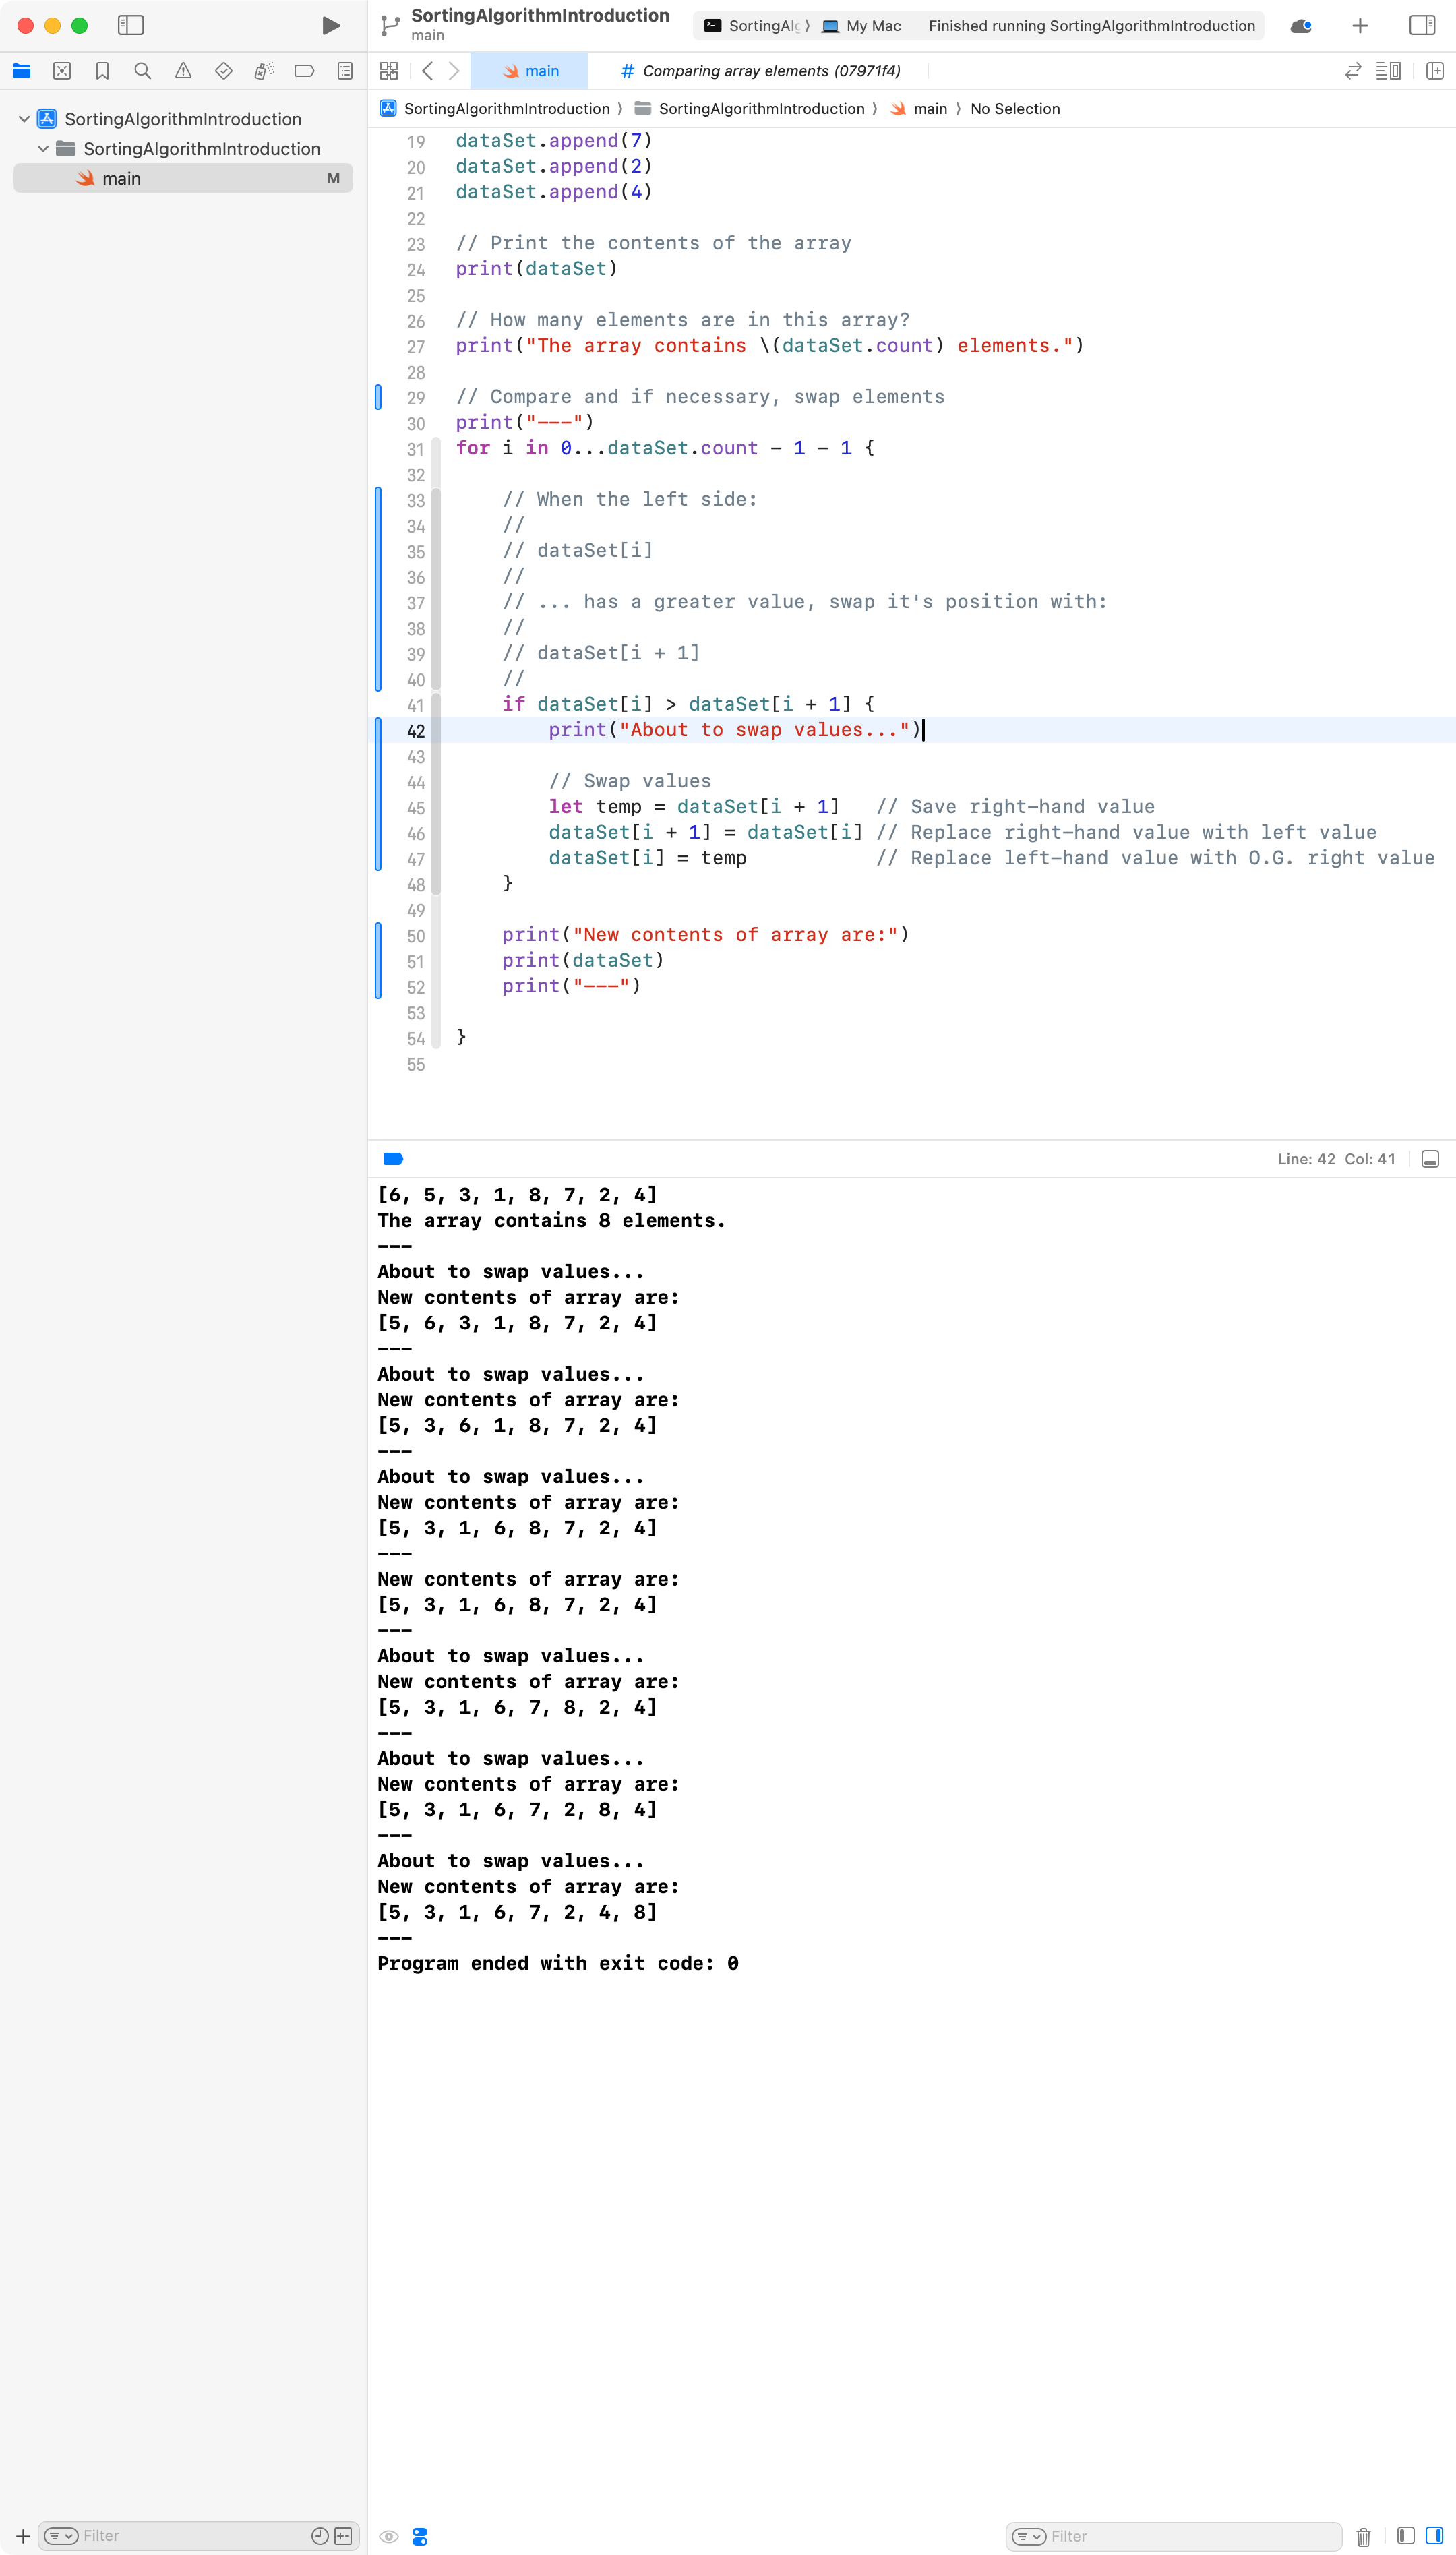 SortingAlgorithmIntroduction
main
My Mac
Finished running SortingAlgorithmIntroduction
main
# Comparing array elements (07971f4)
SortingAlgorithmIntroduction
SortingAlgorithmIntroduction
main M
SortingAlgorithmIntroduction 〉 SortingAlgorithmIntroduction 〉 main 〉 No Selection
19 dataSet.append(7)
20 dataSet.append(2)
21 dataSet.append(4)
22
23 // Print the contents of the array
24 print(dataSet)
25
26 // How many elements are in this array?
27 print("The array contains \(dataSet.count) elements.")
28
29 // Compare and if necessary, swap elements
30 print("---")
31 for i in 0...dataSet.count - 1 - 1 {
32
33 // When the left side:
34 //
35 // dataSet[i]
36 //
37 // ... has a greater value, swap it's position with:
38 //
39 // dataSet[i + 1]
40 //
41 if dataSet[i] > dataSet[i + 1] {
42 print("About to swap values...")
43
44 // Swap values
45 let temp = dataSet[i + 1] // Save right-hand value
46 dataSet[i + 1] = dataSet[i] // Replace right-hand value with left value
47 dataSet[i] = temp // Replace left-hand value with O.G. right value
48 }
49
50 print("New contents of array are:")
51 print(dataSet)
52 print("---")
53
54 }
55
Line: 42 Col: 41
[6, 5, 3, 1, 8, 7, 2, 4]
The array contains 8 elements.
---
About to swap values...
New contents of array are:
[5, 6, 3, 1, 8, 7, 2, 4]
---
About to swap values...
New contents of array are:
[5, 3, 6, 1, 8, 7, 2, 4]
---
About to swap values...
New contents of array are:
[5, 3, 1, 6, 8, 7, 2, 4]
---
New contents of array are:
[5, 3, 1, 6, 8, 7, 2, 4]
---
About to swap values...
New contents of array are:
[5, 3, 1, 6, 7, 8, 2, 4]
---
About to swap values...
New contents of array are:
[5, 3, 1, 6, 7, 2, 8, 4]
---
About to swap values...
New contents of array are:
[5, 3, 1, 6, 7, 2, 4, 8]
---
Program ended with exit code: 0
Filter
Filter